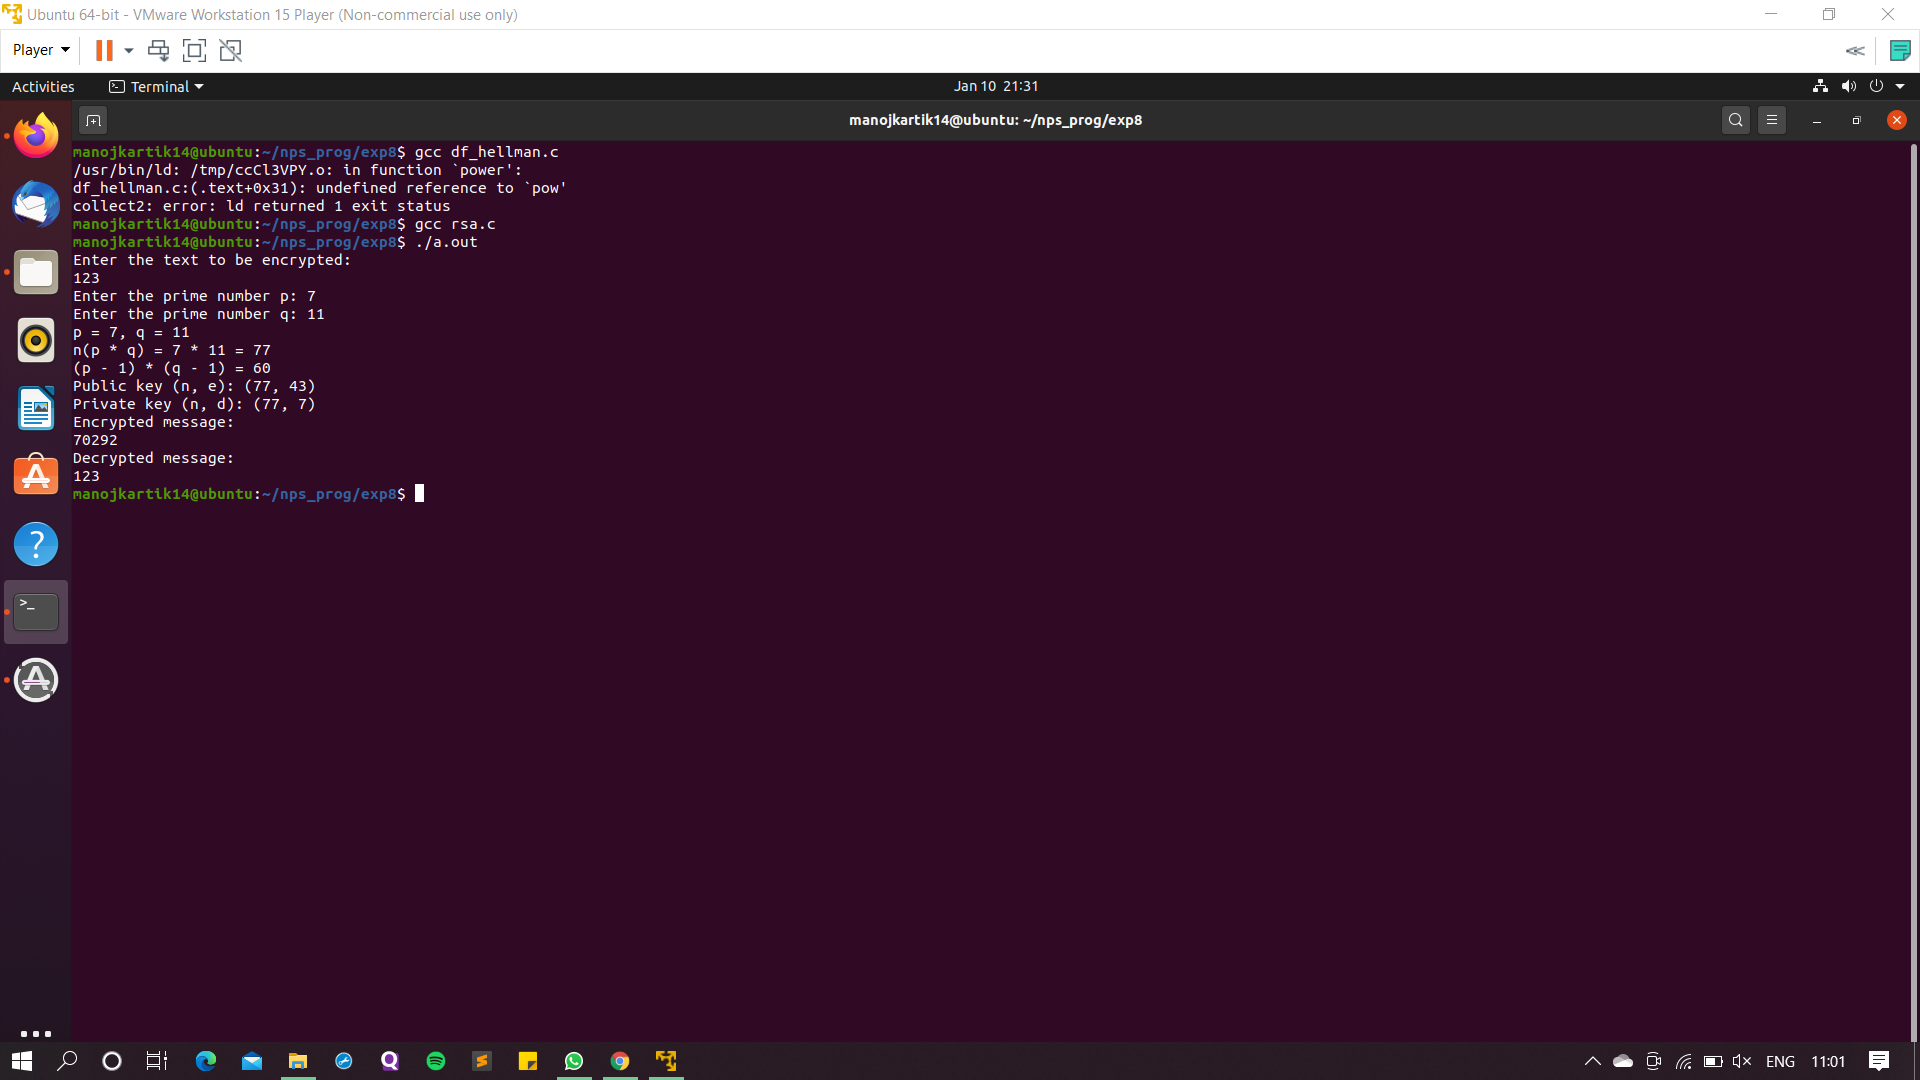 Ubuntu 64-bit - VMware Workstation 15 Player (Non-commercial use only)
Player
Activities
Terminal
Jan 10 21:31
manojkartik14@ubuntu: ~/nps_prog/exp8
manojkartik14@ubuntu:~/nps_prog/exp8$ gcc df_hellman.c
/usr/bin/ld: /tmp/ccCl3VPY.o: in function `power':
df_hellman.c:(.text+0x31): undefined reference to `pow'
collect2: error: ld returned 1 exit status
manojkartik14@ubuntu:~/nps_prog/exp8$ gcc rsa.c
manojkartik14@ubuntu:~/nps_prog/exp8$ ./a.out
Enter the text to be encrypted:
123
Enter the prime number p: 7
Enter the prime number q: 11
p = 7, q = 11
n(p * q) = 7 * 11 = 77
(p - 1) * (q - 1) = 60
Public key (n, e): (77, 43)
Private key (n, d): (77, 7)
Encrypted message:
70292
Decrypted message:
123
manojkartik14@ubuntu:~/nps_prog/exp8$
ENG
11:01